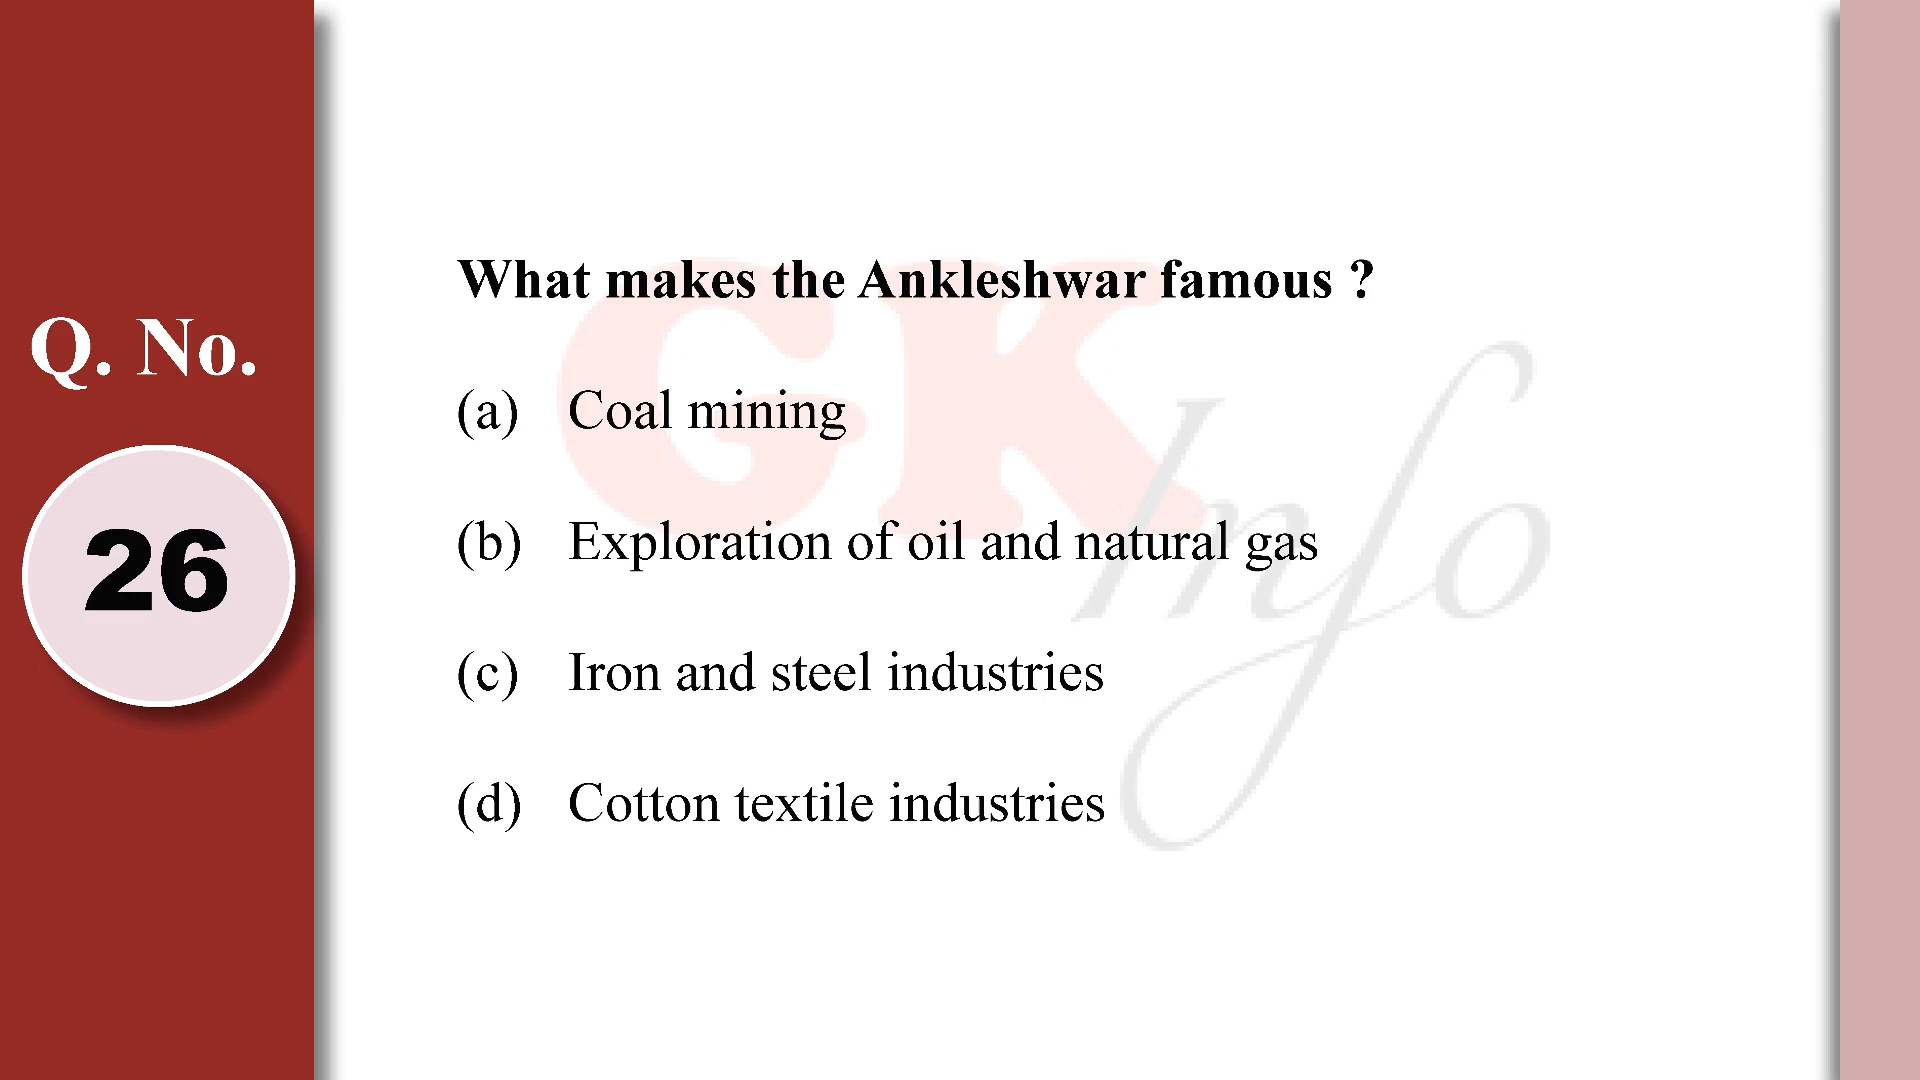 Q. No.
26
What makes the Ankleshwar famous ?
(a) Coal mining
(b) Exploration of oil and natural gas
(c) Iron and steel industries
(d) Cotton textile industries
GK
Info